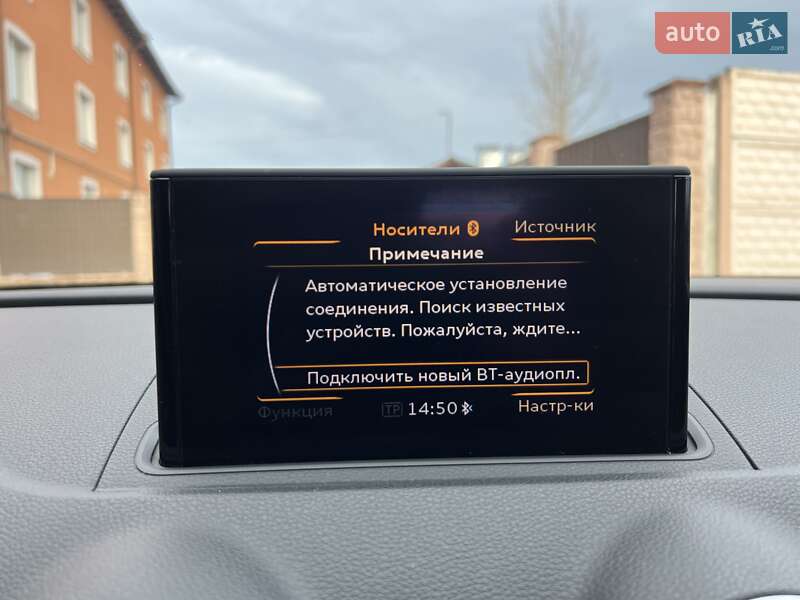 auto RIA
.com
Носители Источник
Примечание
Автоматическое установление
соединения. Поиск известных
устройств. Пожалуйста, ждите...
Подключить новый BT-аудиопл.
Функция TP 14:50 Настр-ки